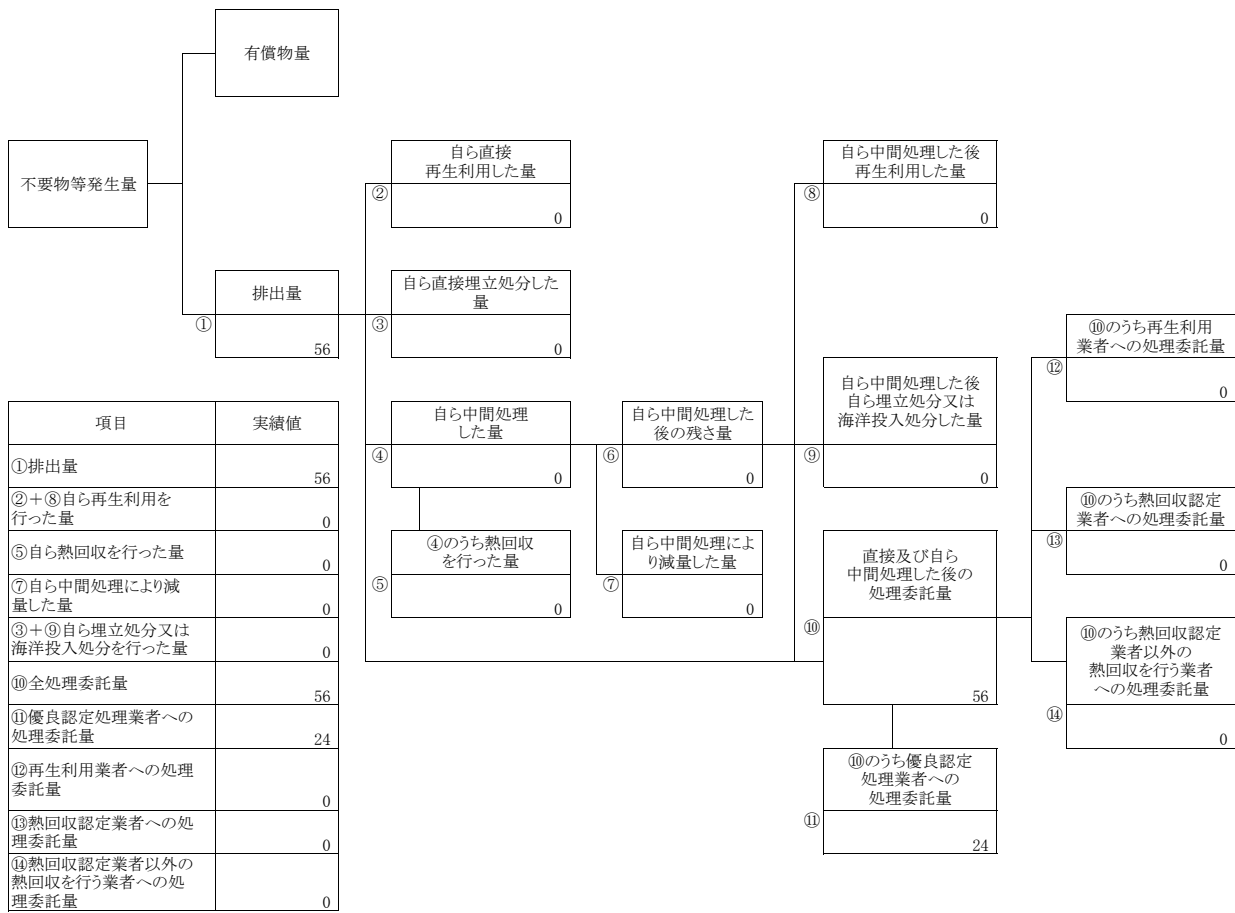 有償物量
不要物等発生量
自ら直接
再生利用した量
②
0
自ら中間処理した後
再生利用した量
⑧
0
排出量
①
56
自ら直接埋立処分した
量
③
0
⑩のうち再生利用
業者への処理委託量
⑫
0
自ら中間処理
した量
④
0
自ら中間処理した
後の残さ量
⑥
0
自ら中間処理した後
自ら埋立処分又は
海洋投入処分した量
⑨
0
④のうち熱回収
を行った量
⑤
0
自ら中間処理によ
り減量した量
⑦
0
直接及び自ら
中間処理した後の
処理委託量
⑩
56
⑩のうち熱回収認定
業者への処理委託量
⑬
0
⑩のうち熱回収認定
業者以外の
熱回収を行う業者
への処理委託量
⑭
0
⑩のうち優良認定
処理業者への
処理委託量
⑪
24
項目 実績値
①排出量
56
②+⑧自ら再生利用を
行った量
0
⑤自ら熱回収を行った量
0
⑦自ら中間処理により減
量した量
0
③+⑨自ら埋立処分又は
海洋投入処分を行った量
0
⑩全処理委託量
56
⑪優良認定処理業者への
処理委託量
24
⑫再生利用業者への処理
委託量
0
⑬熱回収認定業者への処
理委託量
0
⑭熱回収認定業者以外の
熱回収を行う業者への処
理委託量
0